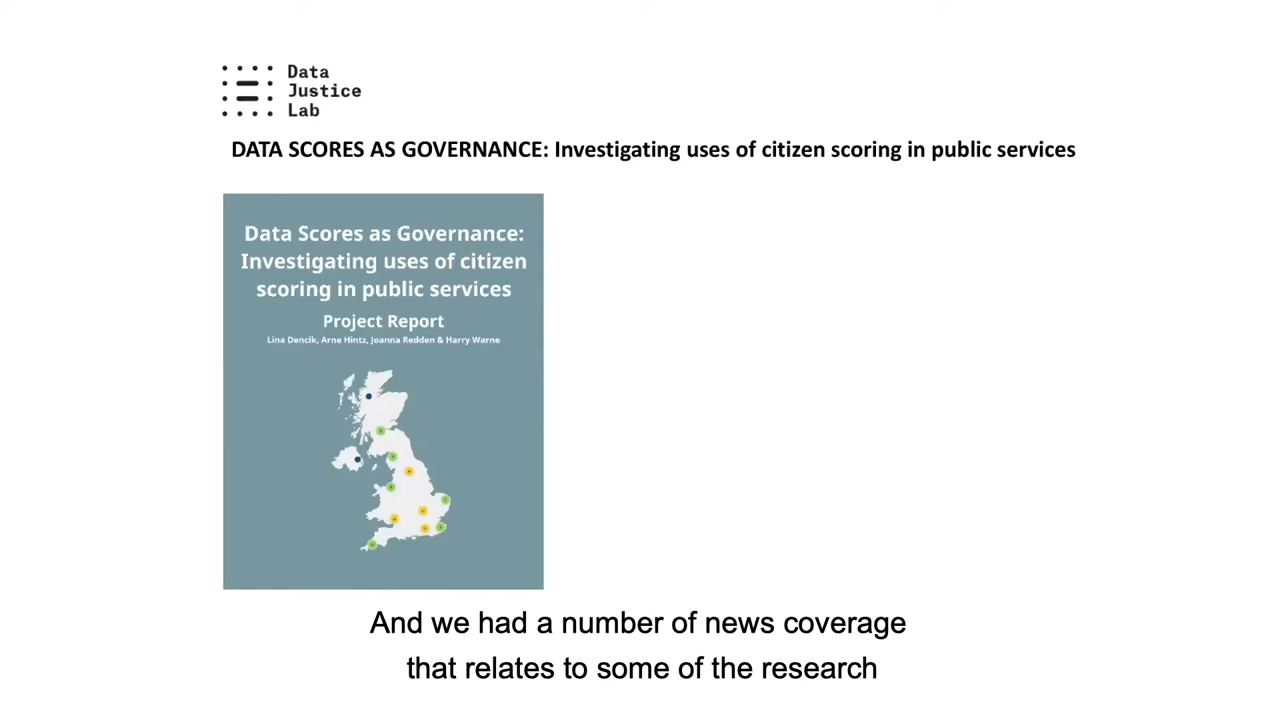 Data
Justice
Lab
DATA SCORES AS GOVERNANCE: Investigating uses of citizen scoring in public services
Data Scores as Governance:
Investigating uses of citizen
scoring in public services
Project Report
Lina Dencik, Arne Hintz, Joanna Redden & Harry Warne
And we had a number of news coverage
that relates to some of the research